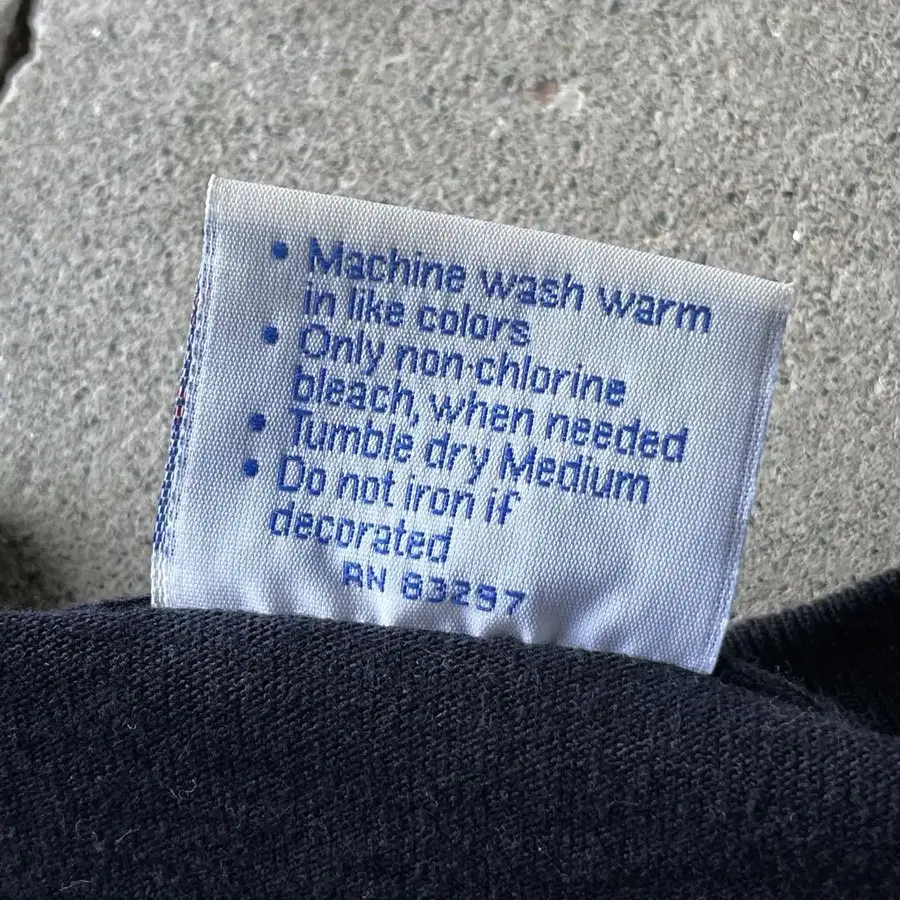 • Machine wash warm
in like colors
• Only non-chlorine
bleach, when needed
• Tumble dry Medium
• Do not iron if
decorated
RN 83297